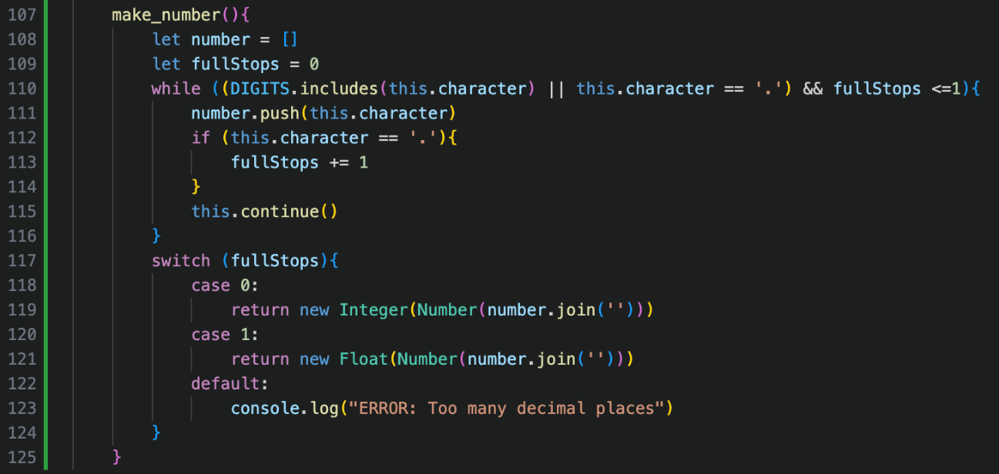 107 make_number(){
108 let number = []
109 let fullStops = 0
110 while ((DIGITS.includes(this.character) || this.character == '.') && fullStops <=1){
111 number.push(this.character)
112 if (this.character == '.'){
113 fullStops += 1
114 }
115 this.continue()
116 }
117 switch (fullStops){
118 case 0:
119 return new Integer(Number(number.join('')))
120 case 1:
121 return new Float(Number(number.join('')))
122 default:
123 console.log("ERROR: Too many decimal places")
124 }
125 }